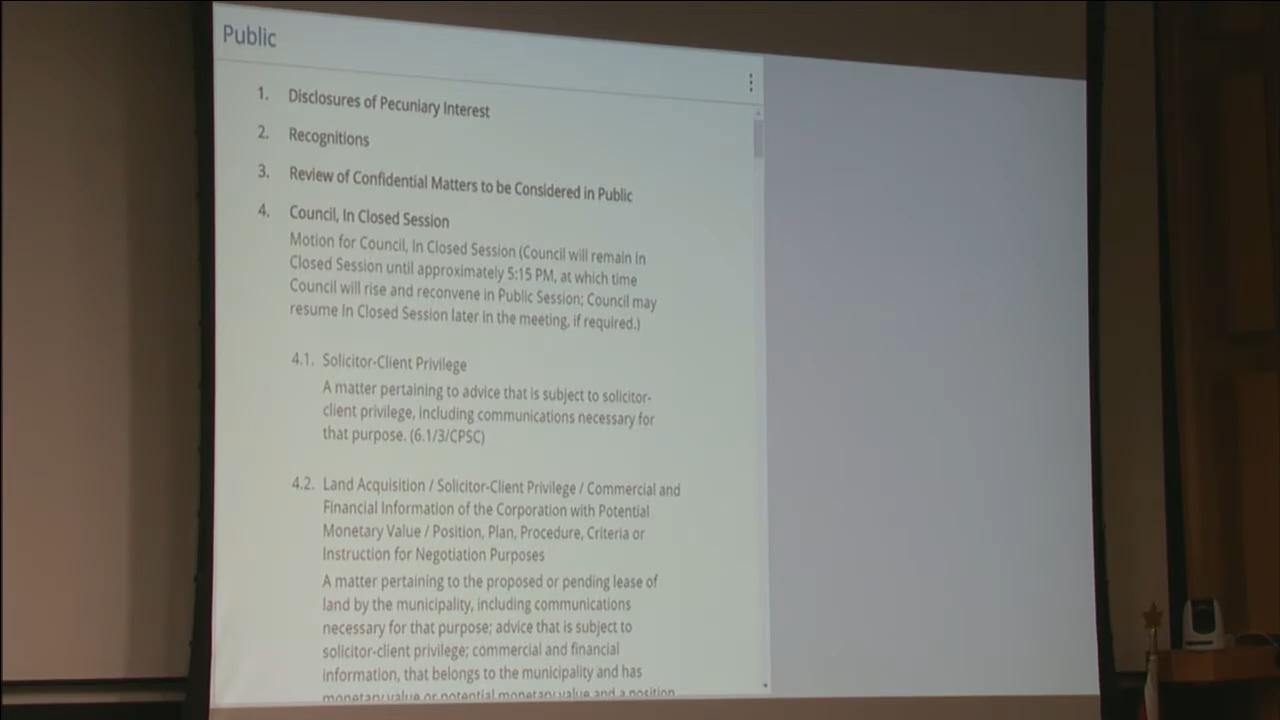 Public
1. Disclosures of Pecuniary Interest
2. Recognitions
3. Review of Confidential Matters to be Considered in Public
4. Council, In Closed Session
Motion for Council, In Closed Session (Council will remain In
Closed Session until approximately 5:15 PM, at which time
Council will rise and reconvene in Public Session; Council may
resume In Closed Session later in the meeting, if required.)
4.1. Solicitor-Client Privilege
A matter pertaining to advice that is subject to solicitor-
client privilege, including communications necessary for
that purpose. (6.1/3/CPSC)
4.2. Land Acquisition / Solicitor-Client Privilege / Commercial and
Financial Information of the Corporation with Potential
Monetary Value / Position, Plan, Procedure, Criteria or
Instruction for Negotiation Purposes
A matter pertaining to the proposed or pending lease of
land by the municipality, including communications
necessary for that purpose; advice that is subject to
solicitor-client privilege; commercial and financial
information, that belongs to the municipality and has
monetary value or potential monetary value and a position